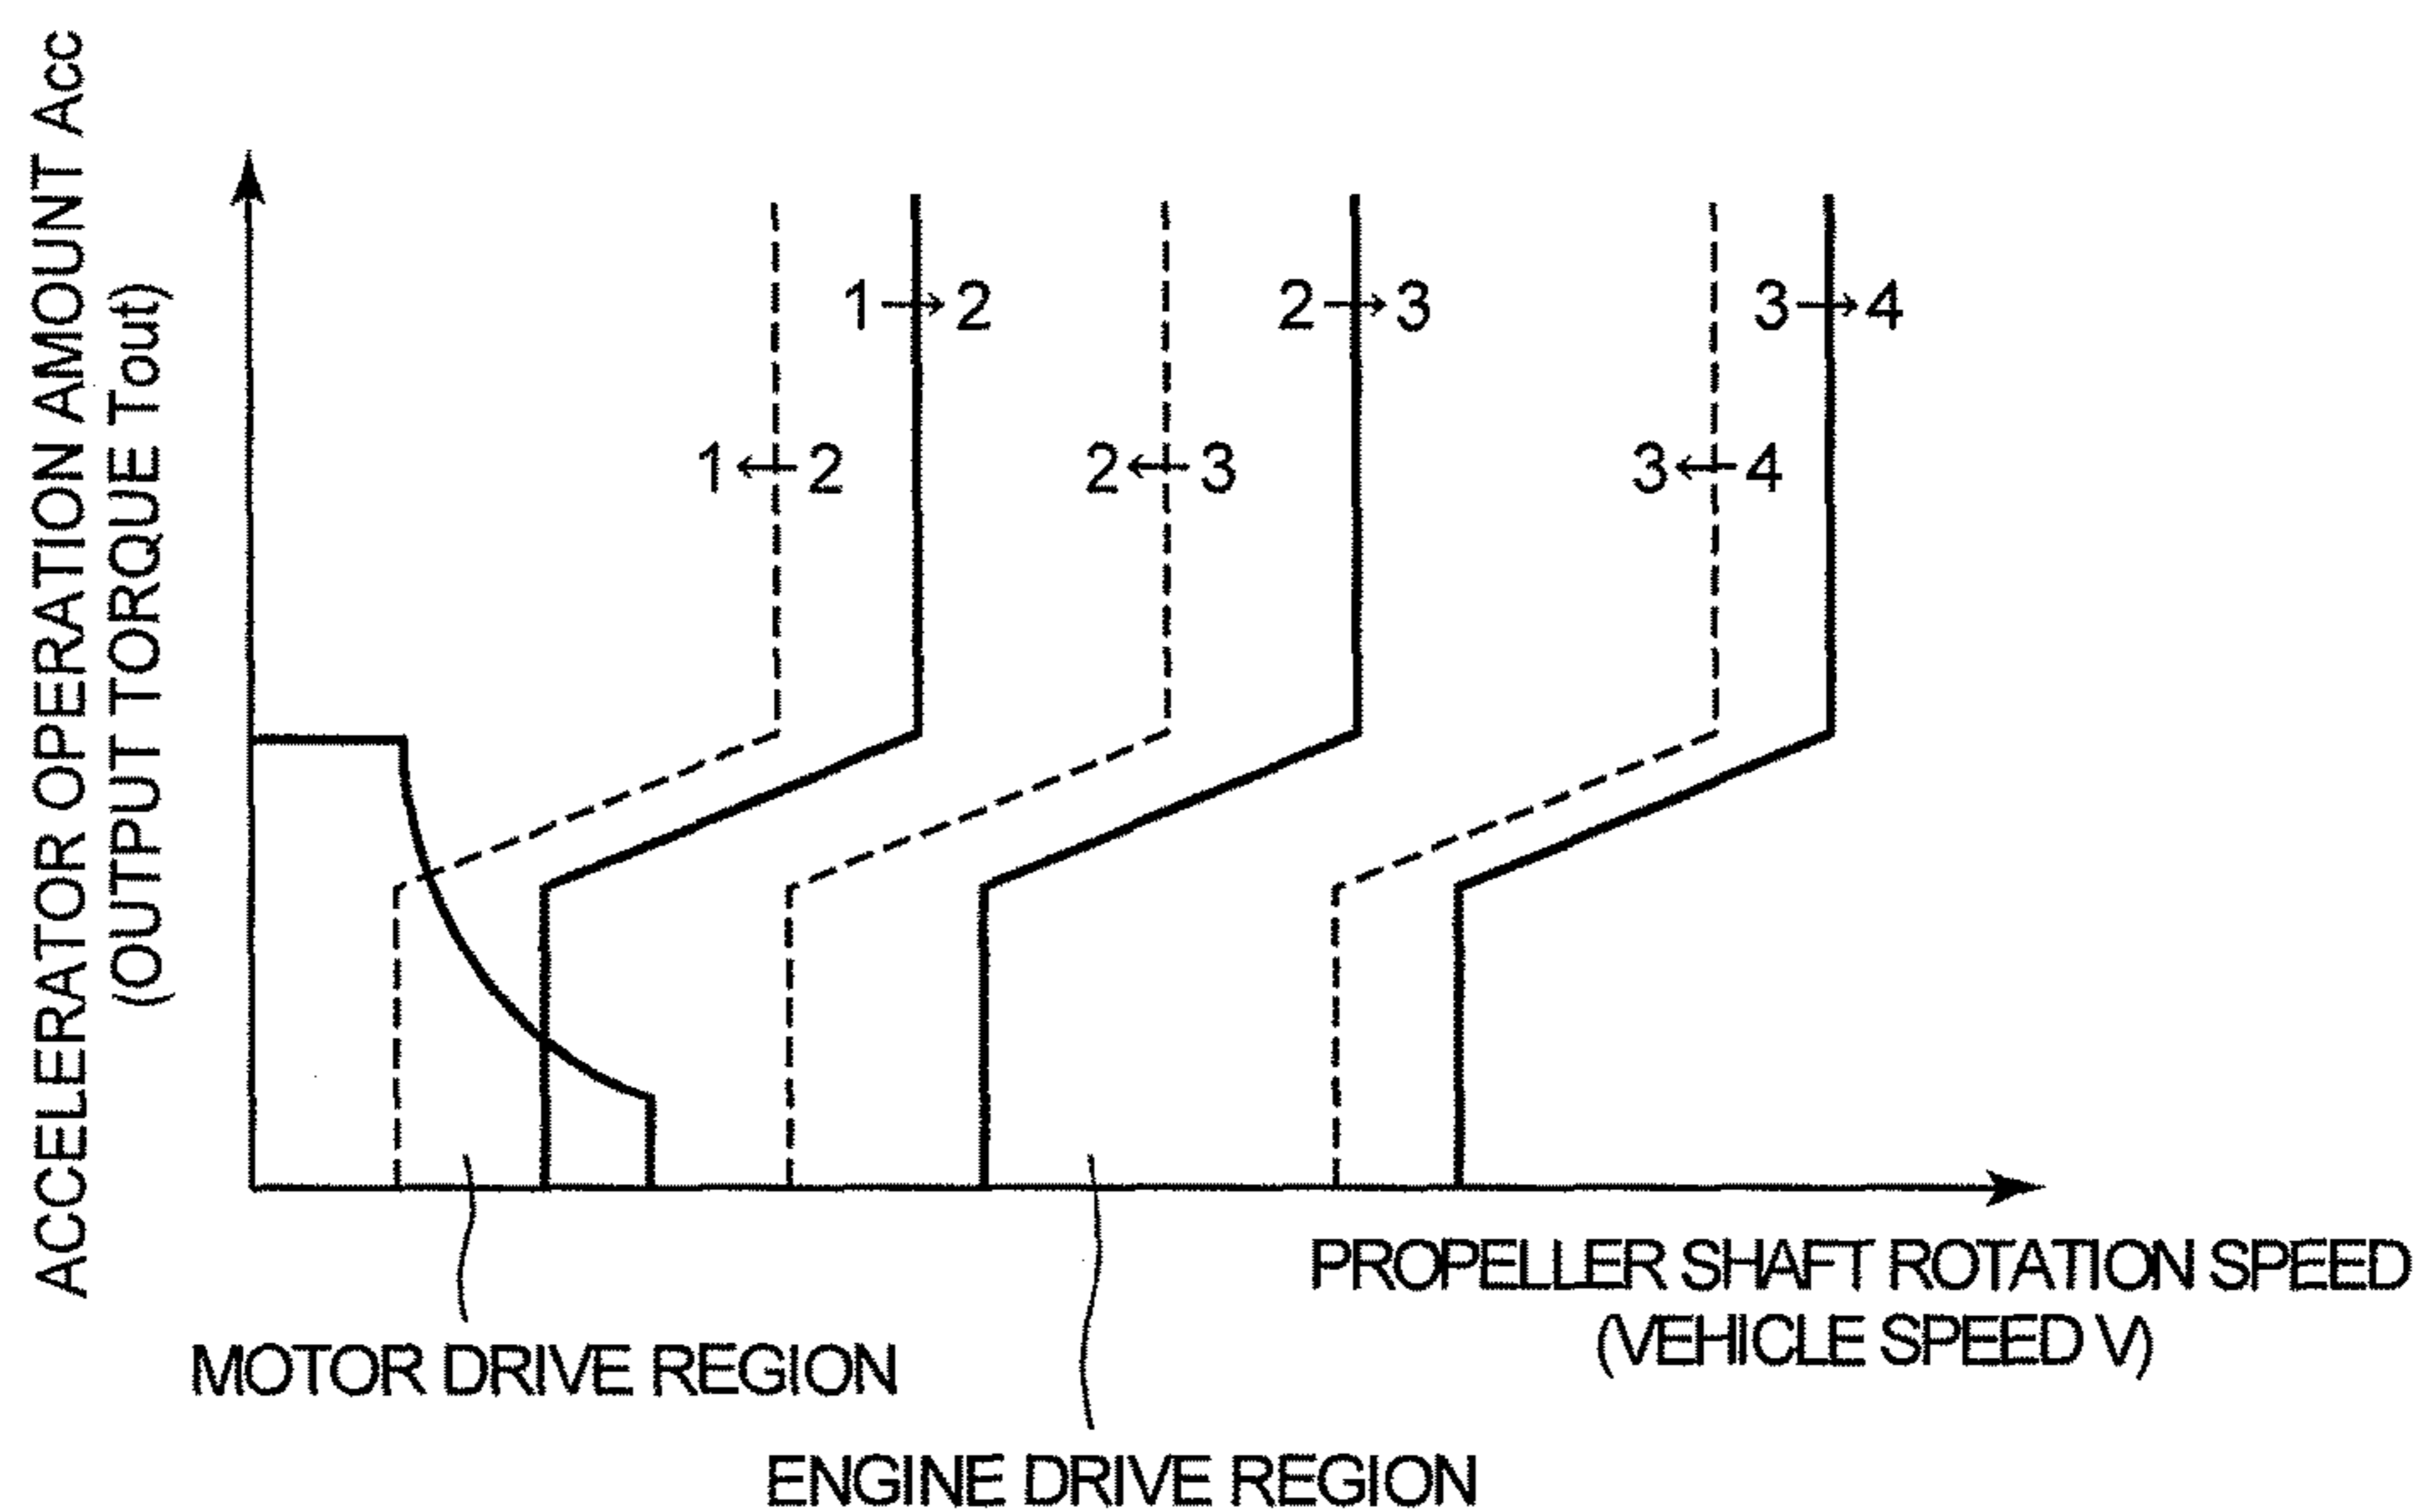 ACCELERATOR OPERATION AMOUNT Acc
(OUTPUT TORQUE Tout)
1→2
2→3
3→4
1←2
2←3
3←4
PROPELLER SHAFT ROTATION SPEED
(VEHICLE SPEED V)
MOTOR DRIVE REGION
ENGINE DRIVE REGION